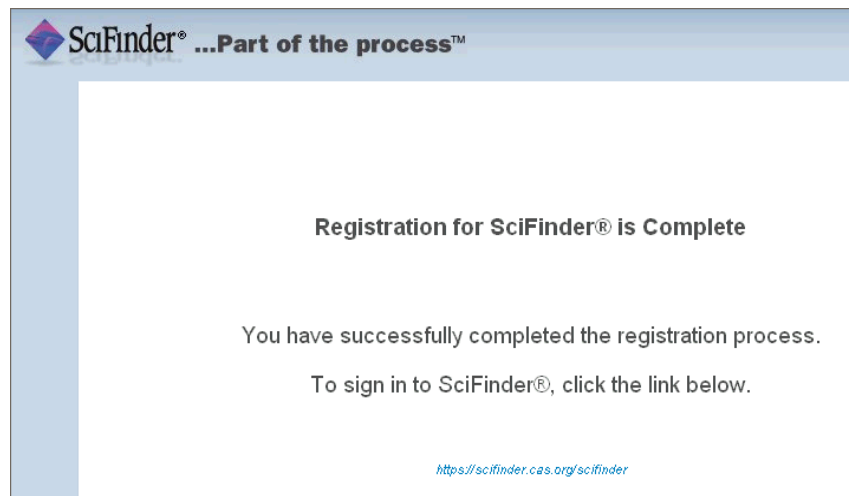 SciFinder® ...Part of the process™
Registration for SciFinder® is Complete
You have successfully completed the registration process.
To sign in to SciFinder®, click the link below.
https://scifinder.cas.org/scifinder